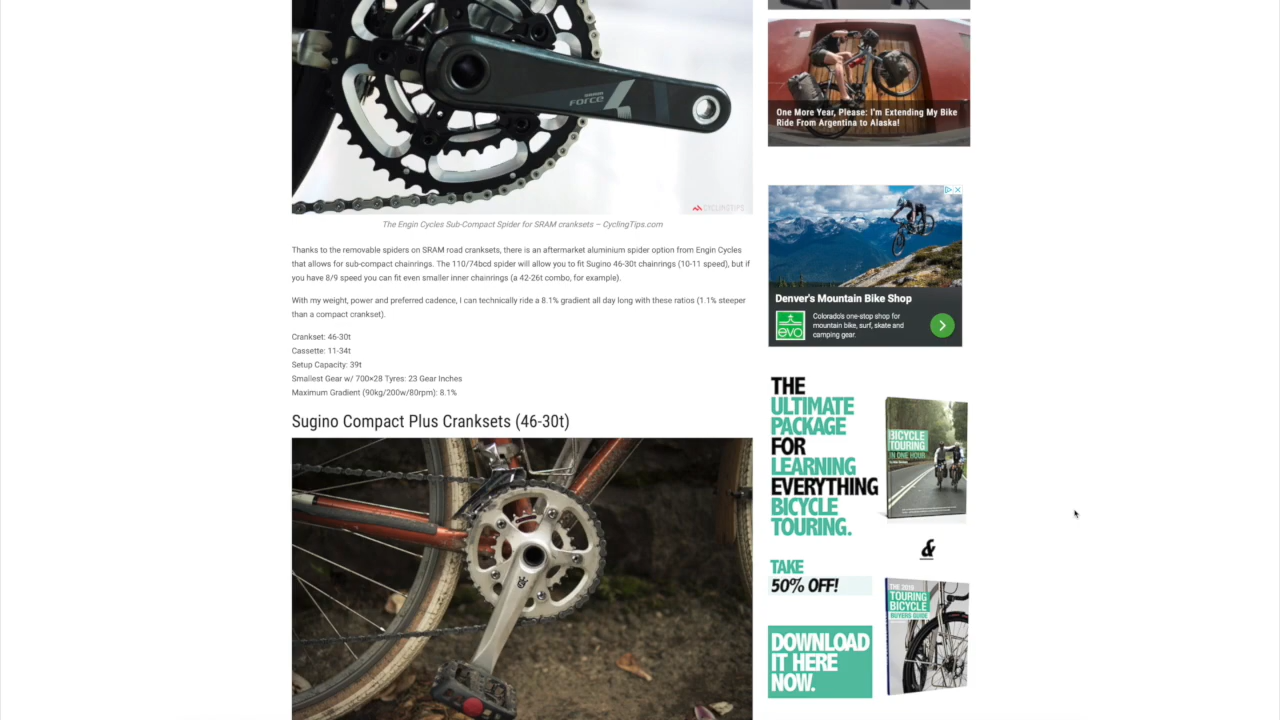 SRAM
FORCE
CYCLINGTIPS
The Engin Cycles Sub-Compact Spider for SRAM cranksets – CyclingTips.com
Thanks to the removable spiders on SRAM road cranksets, there is an aftermarket aluminium spider option from Engin Cycles
that allows for sub-compact chainrings. The 110/74bcd spider will allow you to fit Sugino 46-30t chainrings (10-11 speed), but if
you have 8/9 speed you can fit even smaller inner chainrings (a 42-26t combo, for example).
With my weight, power and preferred cadence, I can technically ride a 8.1% gradient all day long with these ratios (1.1% steeper
than a compact crankset).
Crankset: 46-30t
Cassette: 11-34t
Setup Capacity: 39t
Smallest Gear w/ 700×28 Tyres: 23 Gear Inches
Maximum Gradient (90kg/200w/80rpm): 8.1%
Sugino Compact Plus Cranksets (46-30t)
One More Year, Please: I'm Extending My Bike
Ride From Argentina to Alaska!
Denver's Mountain Bike Shop
evo
Colorado's one-stop shop for
mountain bike, surf, skate and
camping gear.
THE
ULTIMATE
PACKAGE
FOR
LEARNING
EVERYTHING
BICYCLE
TOURING.
BICYCLE
TOURING
IN ONE HOUR
&
TAKE
50% OFF!
THE 2016
TOURING
BICYCLE
BUYERS GUIDE
DOWNLOAD
IT HERE
NOW.